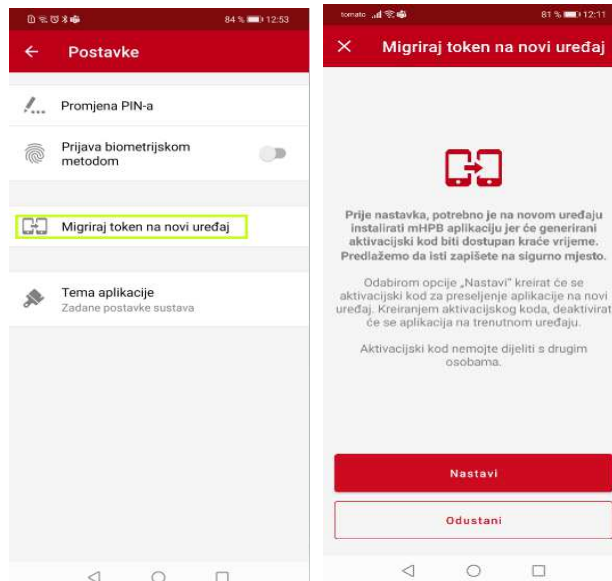 84 % 12:53
Postavke
Promjena PIN-a
Prijava biometrijskom
metodom
Migriraj token na novi uređaj
Tema aplikacije
Zadane postavke sustava
tomato 81 % 12:11
Migriraj token na novi uređaj
Prije nastavka, potrebno je na novom uređaju
instalirati mHPB aplikaciju jer će generirani
aktivacijski kod biti dostupan kraće vrijeme.
Predlažemo da isti zapišete na sigurno mjesto.
Odabirom opcije „Nastavi" kreirat će se
aktivacijski kod za preseljenje aplikacije na novi
uređaj. Kreiranjem aktivacijskog koda, deaktivirat
će se aplikacija na trenutnom uređaju.
Aktivacijski kod nemojte dijeliti s drugim
osobama.
Nastavi
Odustani